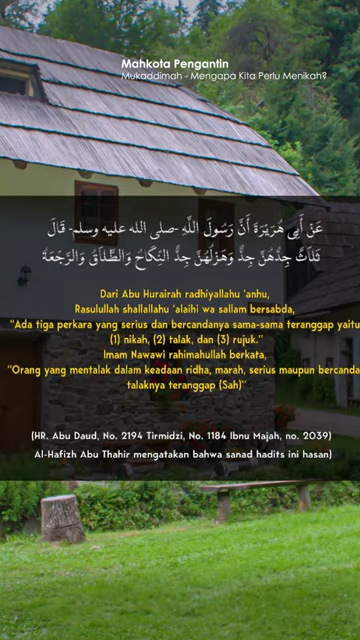 Mahkota Pengantin
Mukaddimah - Mengapa Kita Perlu Menikah?
عَنْ أَبِى هُرَيْرَةَ أَنَّ رَسُولَ اللَّهِ -صلى الله عليه وسلم- قَالَ
ثَلاَثٌ جِدُّهُنَّ جِدٌّ وَهَزْلُهُنَّ جِدٌّ النِّكَاحُ وَالطَّلاَقُ وَالرَّجْعَةُ
Dari Abu Hurairah radhiyallahu 'anhu,
Rasulullah shallallahu 'alaihi wa sallam bersabda,
"Ada tiga perkara yang serius dan bercandanya sama-sama teranggap yaitu
(1) nikah, (2) talak, dan (3) rujuk."
Imam Nawawi rahimahullah berkata,
"Orang yang mentalak dalam keadaan ridha, marah, serius maupun bercanda
talaknya teranggap (Sah)"
(HR. Abu Daud, No. 2194 Tirmidzi, No. 1184 Ibnu Majah, no. 2039)
Al-Hafizh Abu Thahir mengatakan bahwa sanad hadits ini hasan)